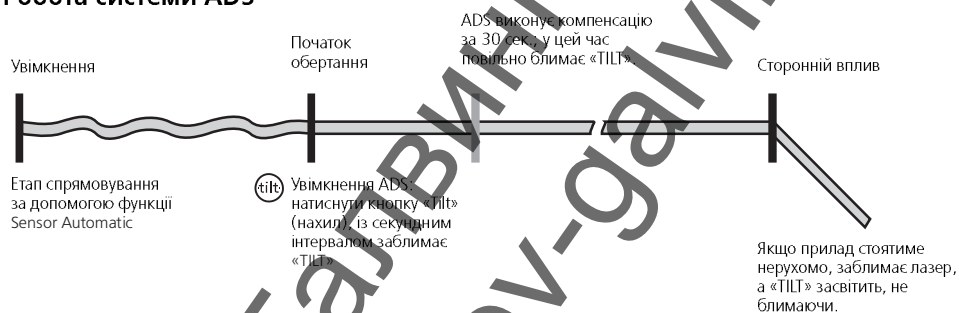 Робота системи ADS
Увімкнення
Початок
обертання
ADS виконує компенсацію
за 30 сек.; у цей час
повільно блимає «TILT».
Сторонній вплив
Етап спрямовування
за допомогою функції
Sensor Automatic
tilt
Увімкнення ADS:
натиснути кнопку «Tilt»
(нахил), із секундним
інтервалом заблимає
«TILT»
Якщо прилад стоятиме
нерухомо, заблимає лазер,
а «TILT» засвітить, не
блимаючи.